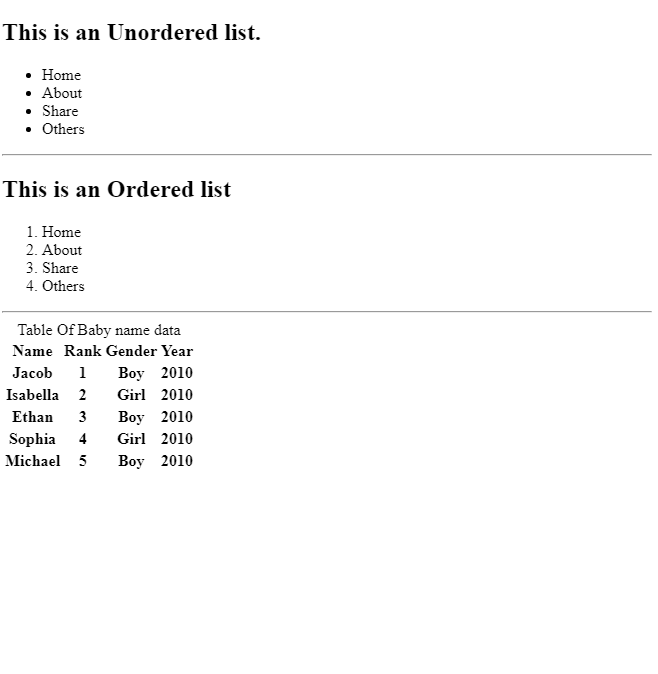 This is an Unordered list.
Home
About
Share
Others
This is an Ordered list
1. Home
2. About
3. Share
4. Others
Table Of Baby name data
Name Rank Gender Year
Jacob 1 Boy 2010
Isabella 2 Girl 2010
Ethan 3 Boy 2010
Sophia 4 Girl 2010
Michael 5 Boy 2010